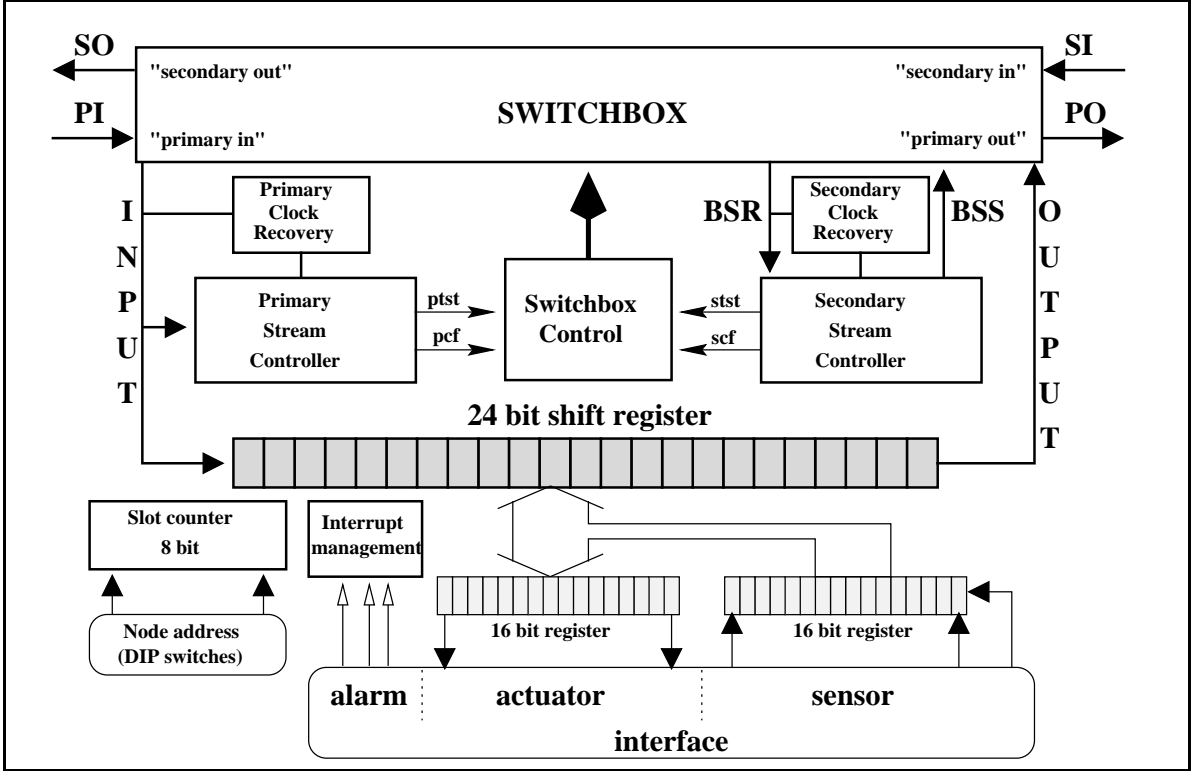 SO
SI
"secondary out"
"secondary in"
PI
SWITCHBOX
PO
"primary in"
"primary out"
INPUT
Primary
Clock
Recovery
BSR
Secondary
Clock
Recovery
BSS
OUTPUT
Primary
Stream
Controller
ptst
pcf
Switchbox
Control
stst
scf
Secondary
Stream
Controller
24 bit shift register
Slot counter
8 bit
Interrupt
management
Node address
(DIP switches)
16 bit register
16 bit register
alarm
actuator
sensor
interface